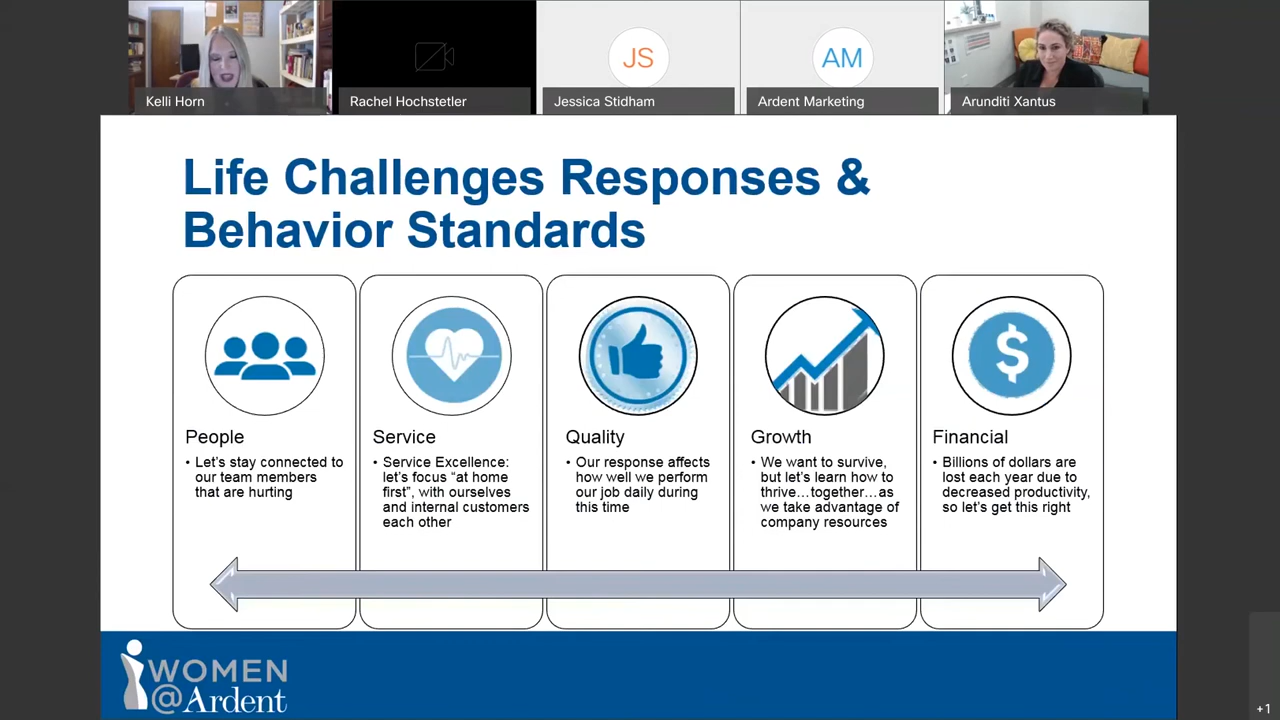 Kelli Horn
Rachel Hochstetler
JS
Jessica Stidham
AM
Ardent Marketing
Arunditi Xantus
Life Challenges Responses &
Behavior Standards
People
• Let’s stay connected to
our team members
that are hurting
Service
• Service Excellence:
let’s focus “at home
first”, with ourselves
and internal customers
each other
Quality
• Our response affects
how well we perform
our job daily during
this time
Growth
• We want to survive,
but let’s learn how to
thrive…together…as
we take advantage of
company resources
Financial
• Billions of dollars are
lost each year due to
decreased productivity,
so let’s get this right
$
WOMEN
@Ardent
+1